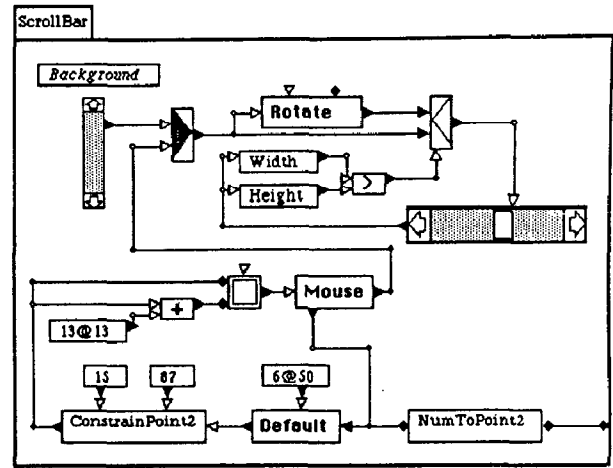 ScrollBar
Background
Rotate
Width
>
Height
Mouse
+
13@13
15
87
6@50
ConstrainPoint2
Default
NumToPoint2